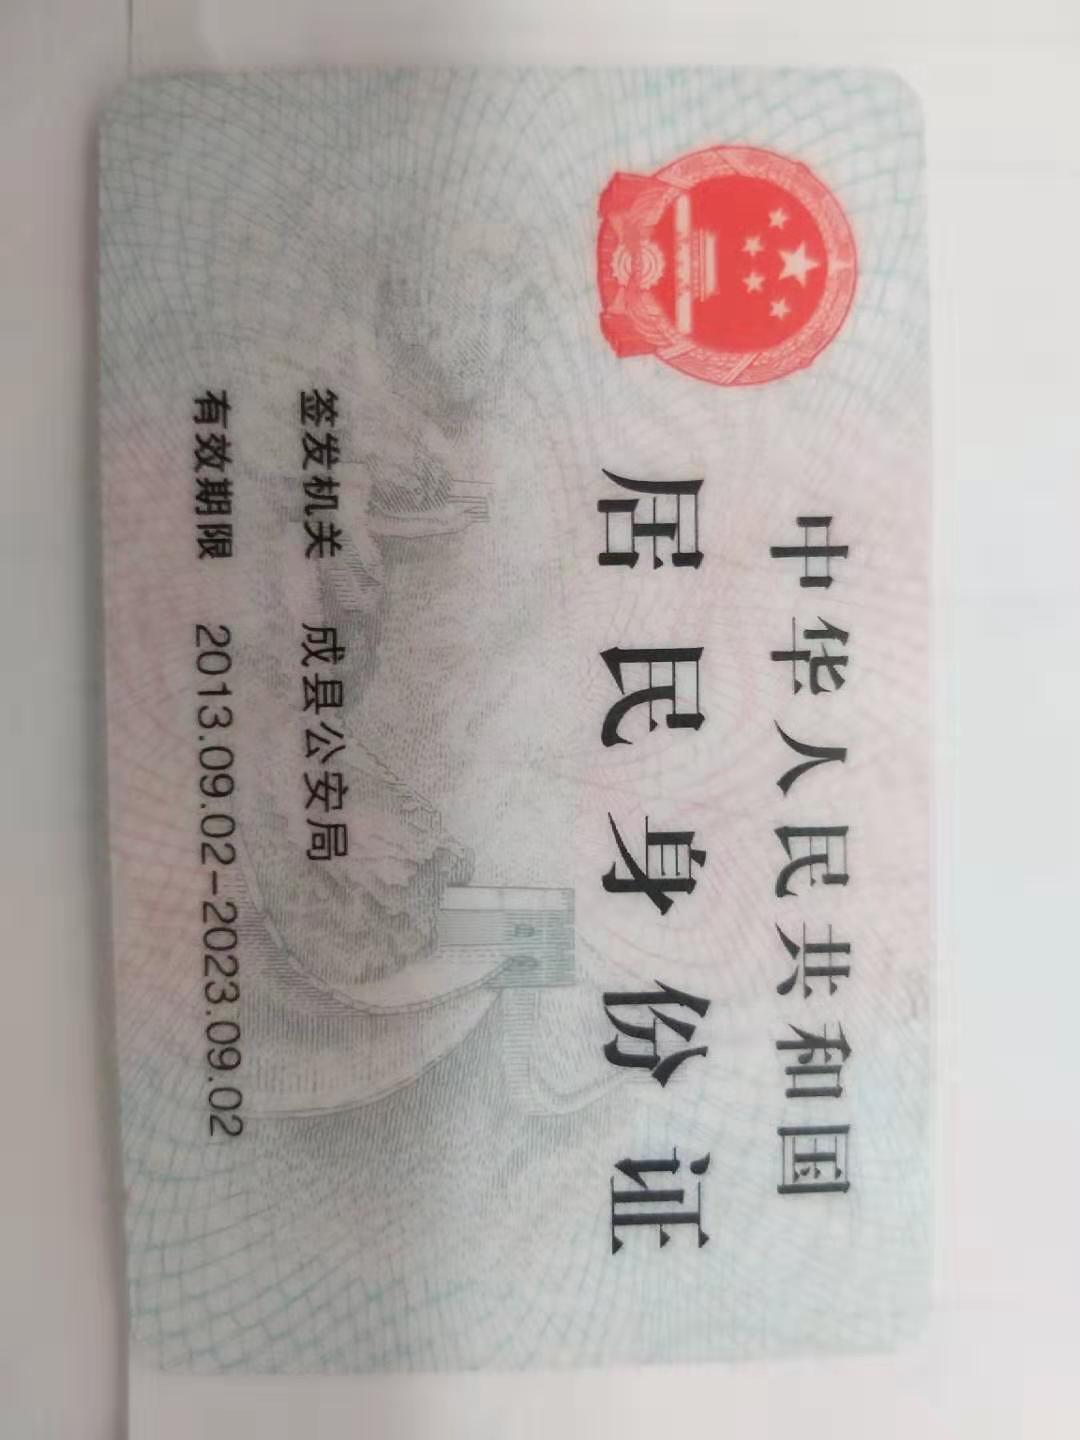 中华人民共和国
居民身份证
签发机关 成县公安局
有效期限 2013.09.02-2023.09.02